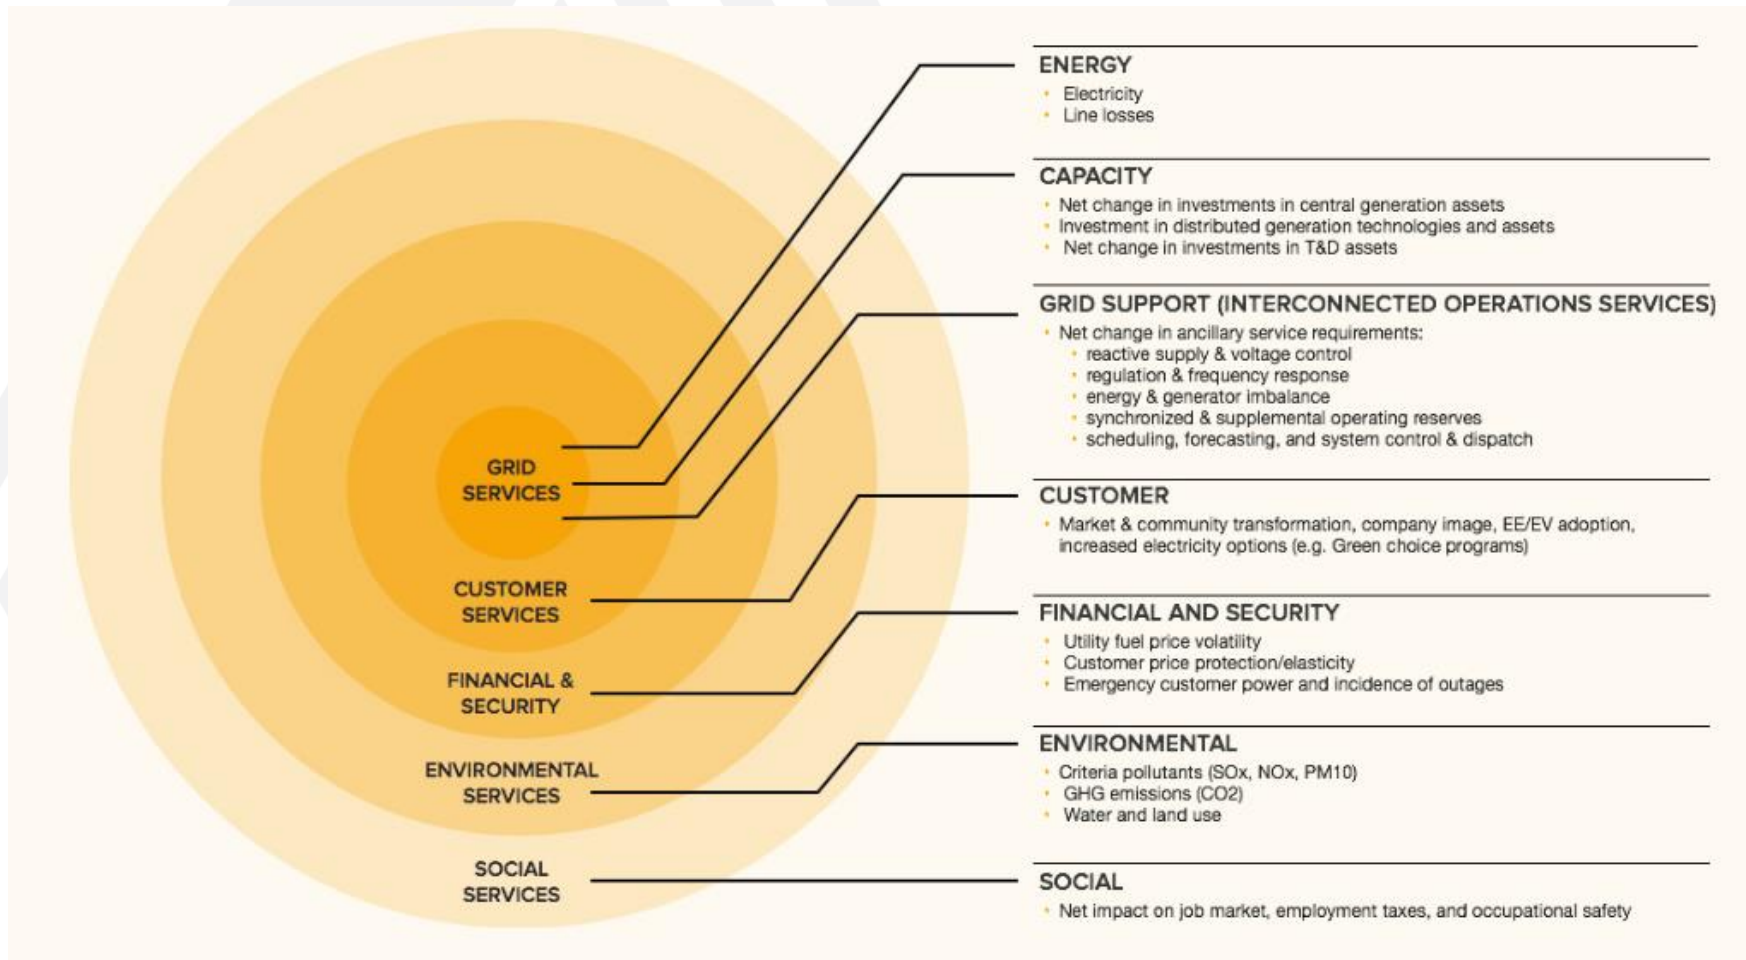 ENERGY
• Electricity
• Line losses
CAPACITY
• Net change in investments in central generation assets
• Investment in distributed generation technologies and assets
• Net change in investments in T&D assets
GRID SUPPORT (INTERCONNECTED OPERATIONS SERVICES)
• Net change in ancillary service requirements:
• reactive supply & voltage control
• regulation & frequency response
• energy & generator imbalance
• synchronized & supplemental operating reserves
• scheduling, forecasting, and system control & dispatch
GRID
SERVICES
CUSTOMER
• Market & community transformation, company image, EE/EV adoption,
increased electricity options (e.g. Green choice programs)
CUSTOMER
SERVICES
FINANCIAL AND SECURITY
• Utility fuel price volatility
• Customer price protection/elasticity
• Emergency customer power and incidence of outages
FINANCIAL &
SECURITY
ENVIRONMENTAL
• Criteria pollutants (SOx, NOx, PM10)
• GHG emissions (CO2)
• Water and land use
ENVIRONMENTAL
SERVICES
SOCIAL
• Net impact on job market, employment taxes, and occupational safety
SOCIAL
SERVICES